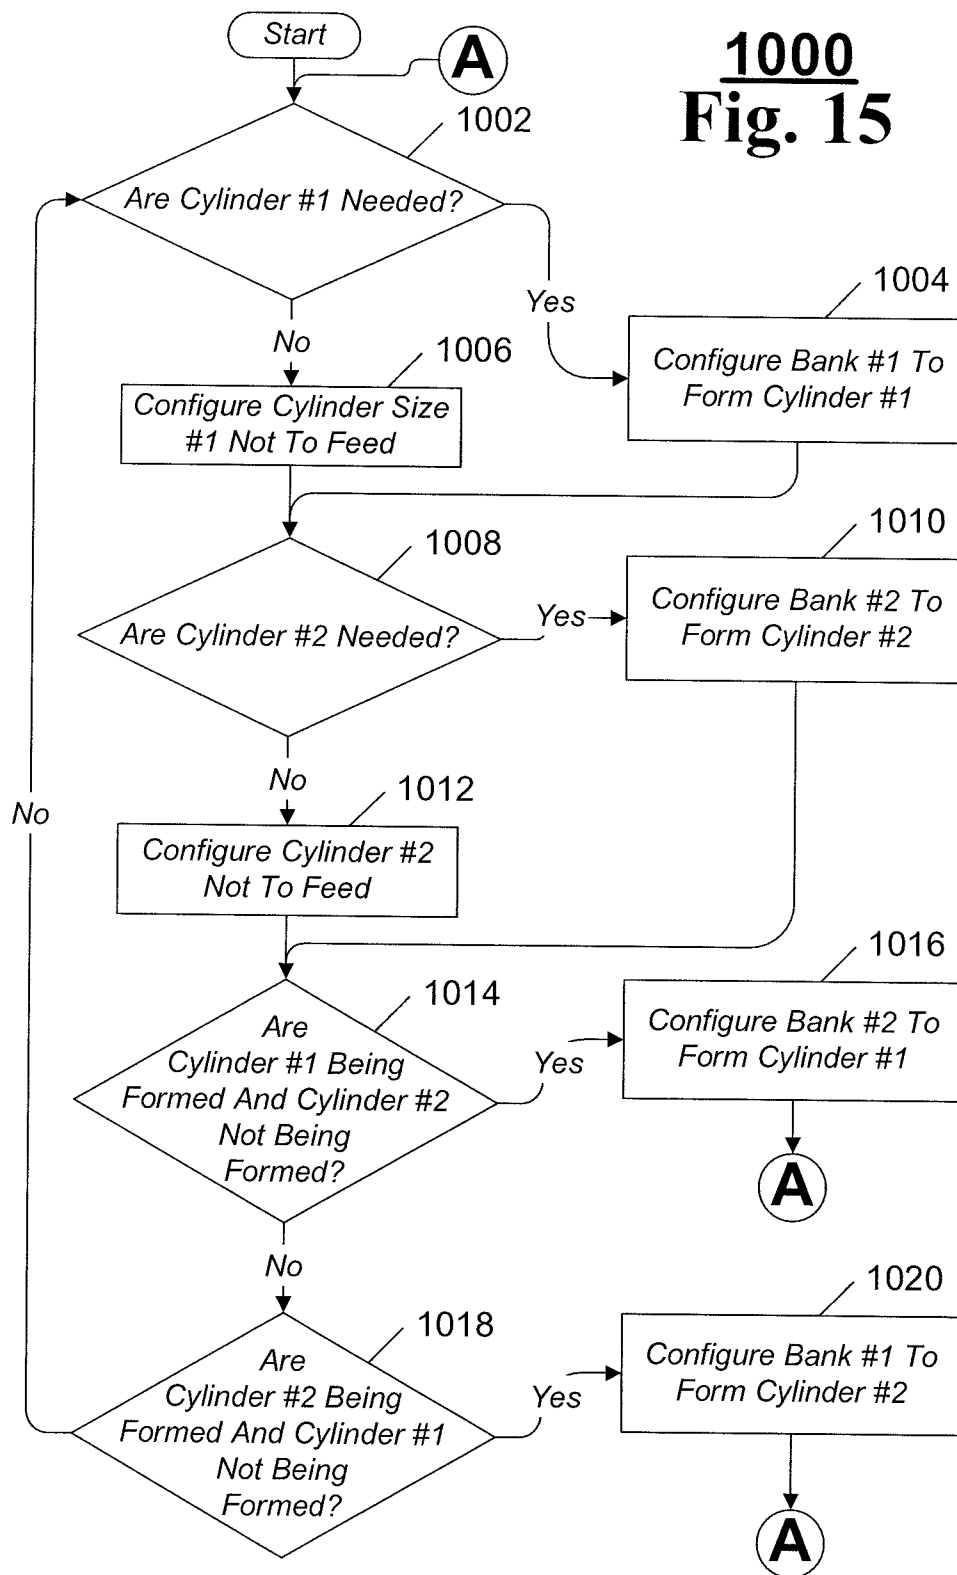 Start
A
1000
Fig. 15
1002
Are Cylinder #1 Needed?
Yes
No
1004
Configure Bank #1 To
Form Cylinder #1
1006
Configure Cylinder Size
#1 Not To Feed
1008
Are Cylinder #2 Needed?
Yes
1010
Configure Bank #2 To
Form Cylinder #2
No
1012
Configure Cylinder #2
Not To Feed
No
1014
Are
Cylinder #1 Being
Formed And Cylinder #2
Not Being
Formed?
Yes
1016
Configure Bank #2 To
Form Cylinder #1
A
No
1018
Are
Cylinder #2 Being
Formed And Cylinder #1
Not Being
Formed?
Yes
1020
Configure Bank #1 To
Form Cylinder #2
A